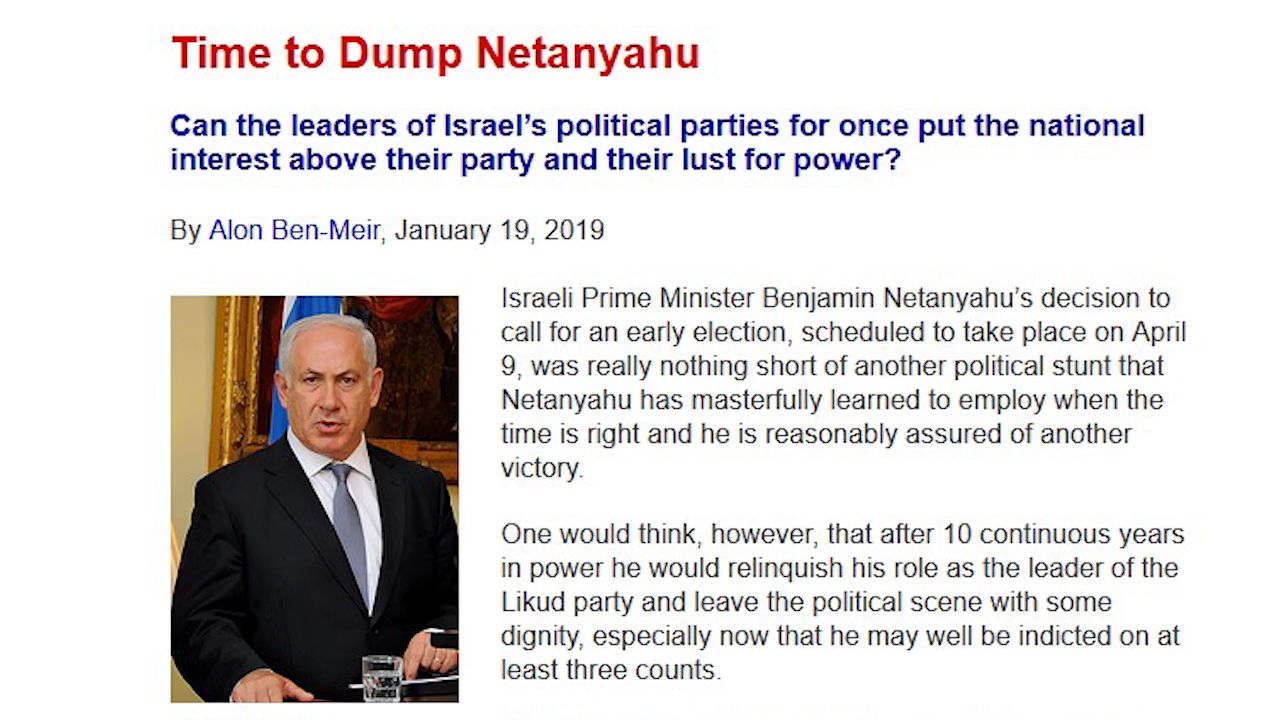 Time to Dump Netanyahu
Can the leaders of Israel’s political parties for once put the national
interest above their party and their lust for power?
By Alon Ben-Meir, January 19, 2019
Israeli Prime Minister Benjamin Netanyahu’s decision to
call for an early election, scheduled to take place on April
9, was really nothing short of another political stunt that
Netanyahu has masterfully learned to employ when the
time is right and he is reasonably assured of another
victory.
One would think, however, that after 10 continuous years
in power he would relinquish his role as the leader of the
Likud party and leave the political scene with some
dignity, especially now that he may well be indicted on at
least three counts.